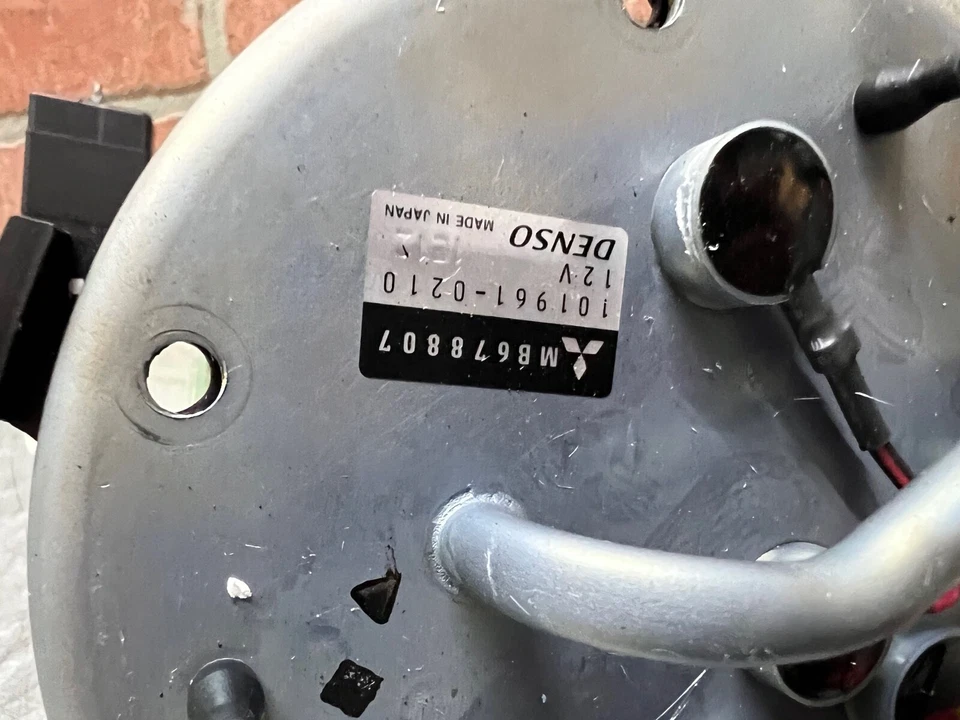 MB678807
101961-0210
12V
DENSO MADE IN JAPAN